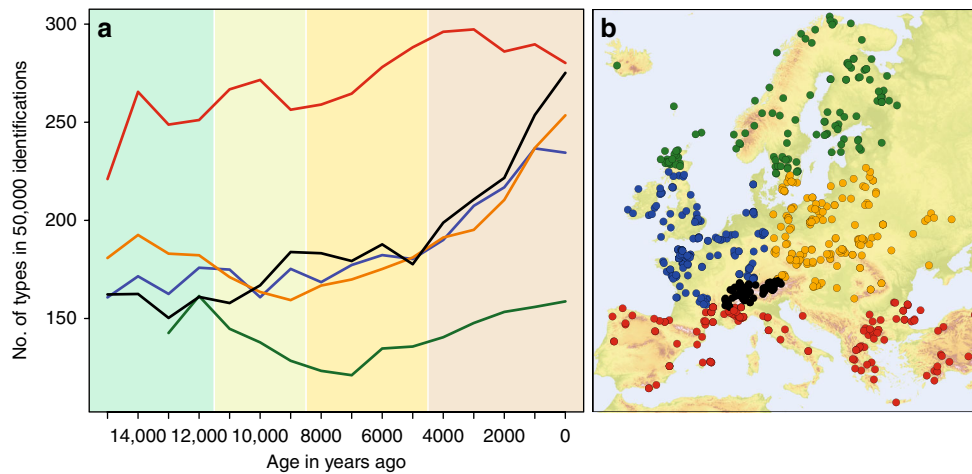 a
b
No. of types in 50,000 identifications
300
250
200
150
14,000 12,000 10,000 8000 6000 4000 2000 0
Age in years ago